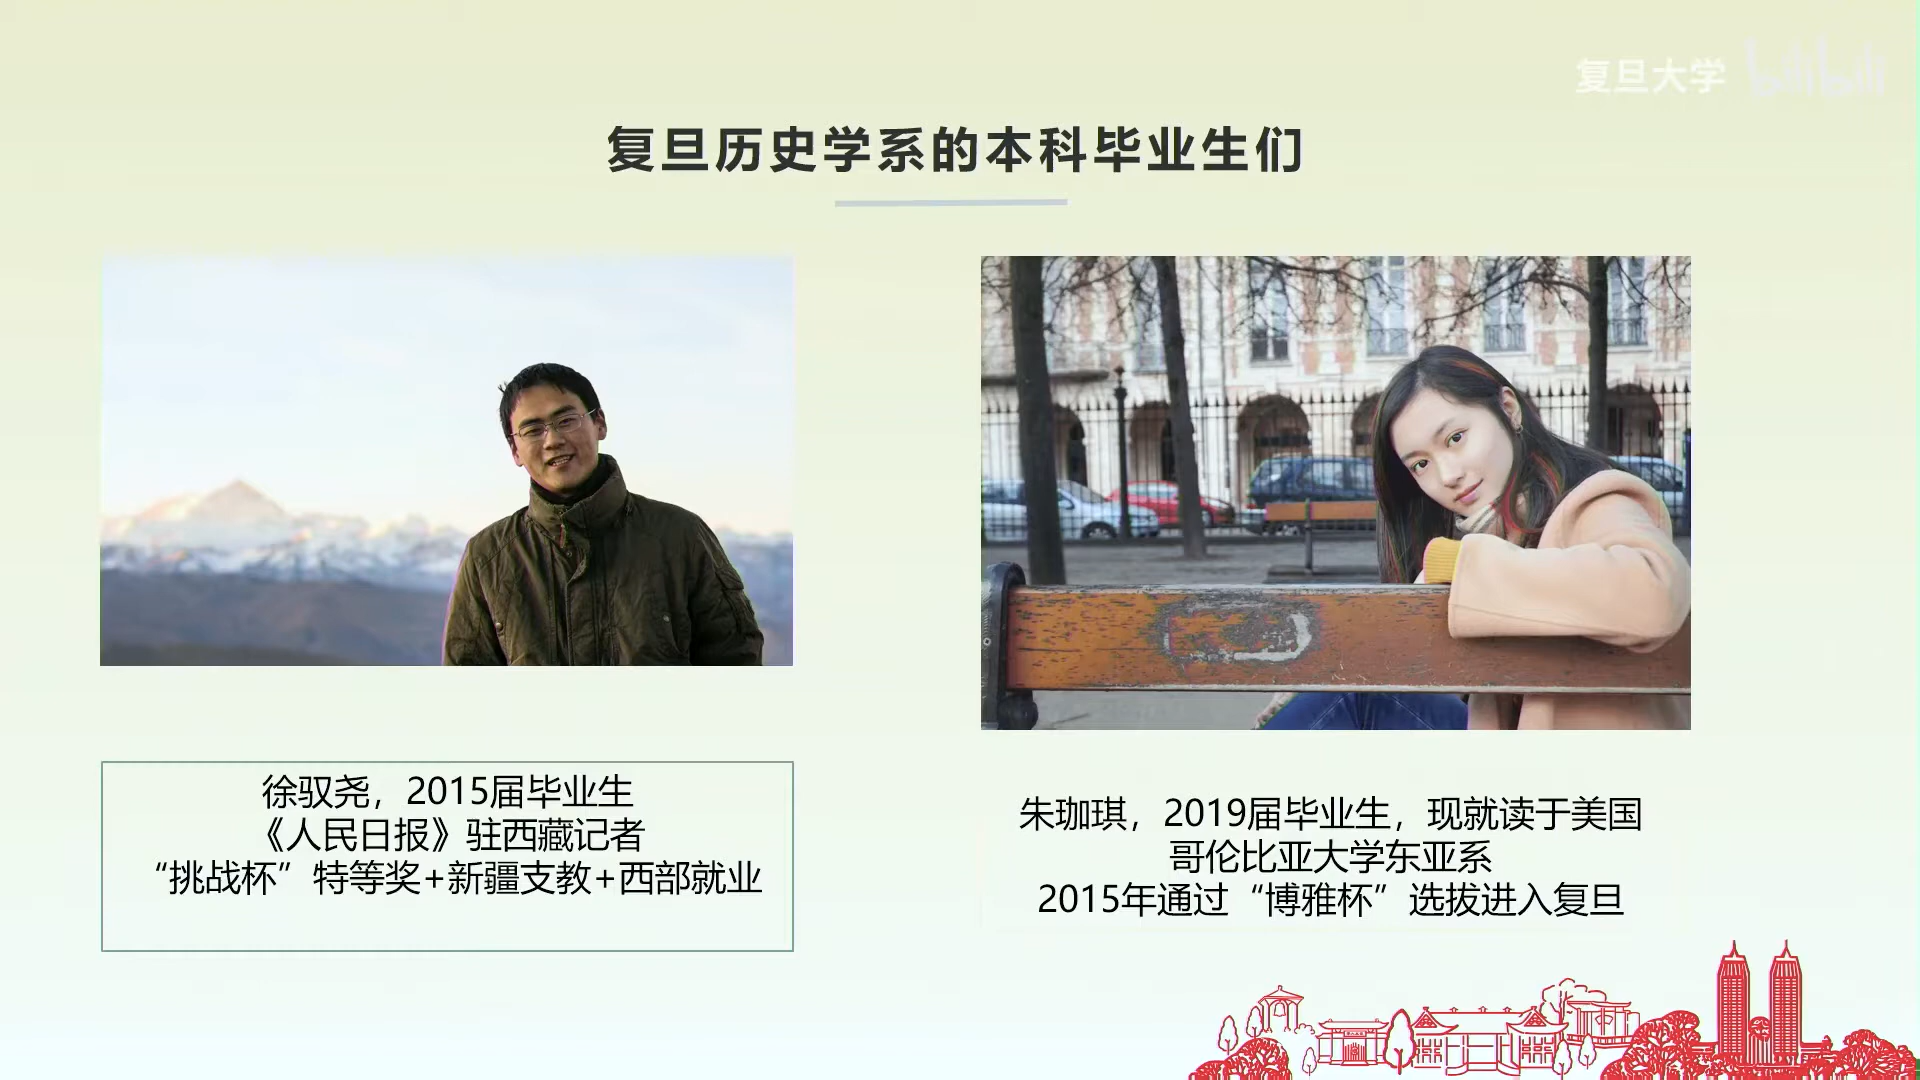 复旦大学 bilibili
复旦历史学系的本科毕业生们
徐驭尧，2015届毕业生
《人民日报》驻西藏记者
“挑战杯”特等奖+新疆支教+西部就业
朱珈琪，2019届毕业生，现就读于美国
哥伦比亚大学东亚系
2015年通过“博雅杯”选拔进入复旦